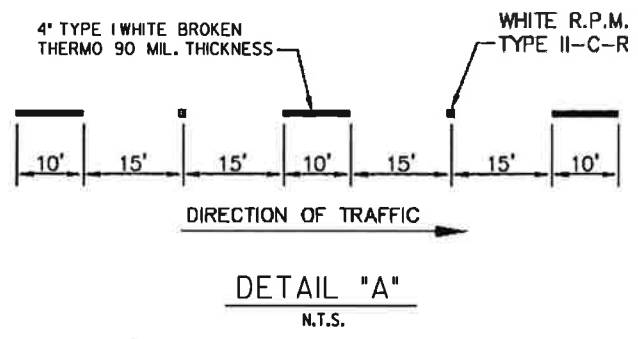 4" TYPE I WHITE BROKEN
THERMO 90 MIL. THICKNESS
WHITE R.P.M.
TYPE II-C-R
10' 15' 15' 10' 15' 15' 10'
DIRECTION OF TRAFFIC
DETAIL "A"
N.T.S.